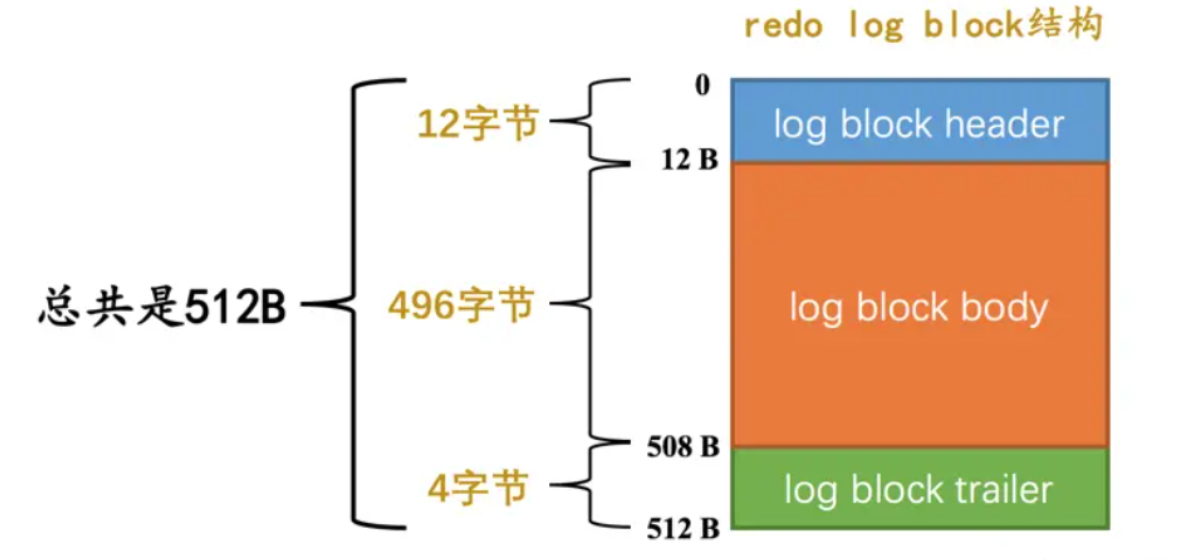 redo log block结构
0
log block header
12字节
12 B
总共是512B
496字节
log block body
508 B
4字节
log block trailer
512 B